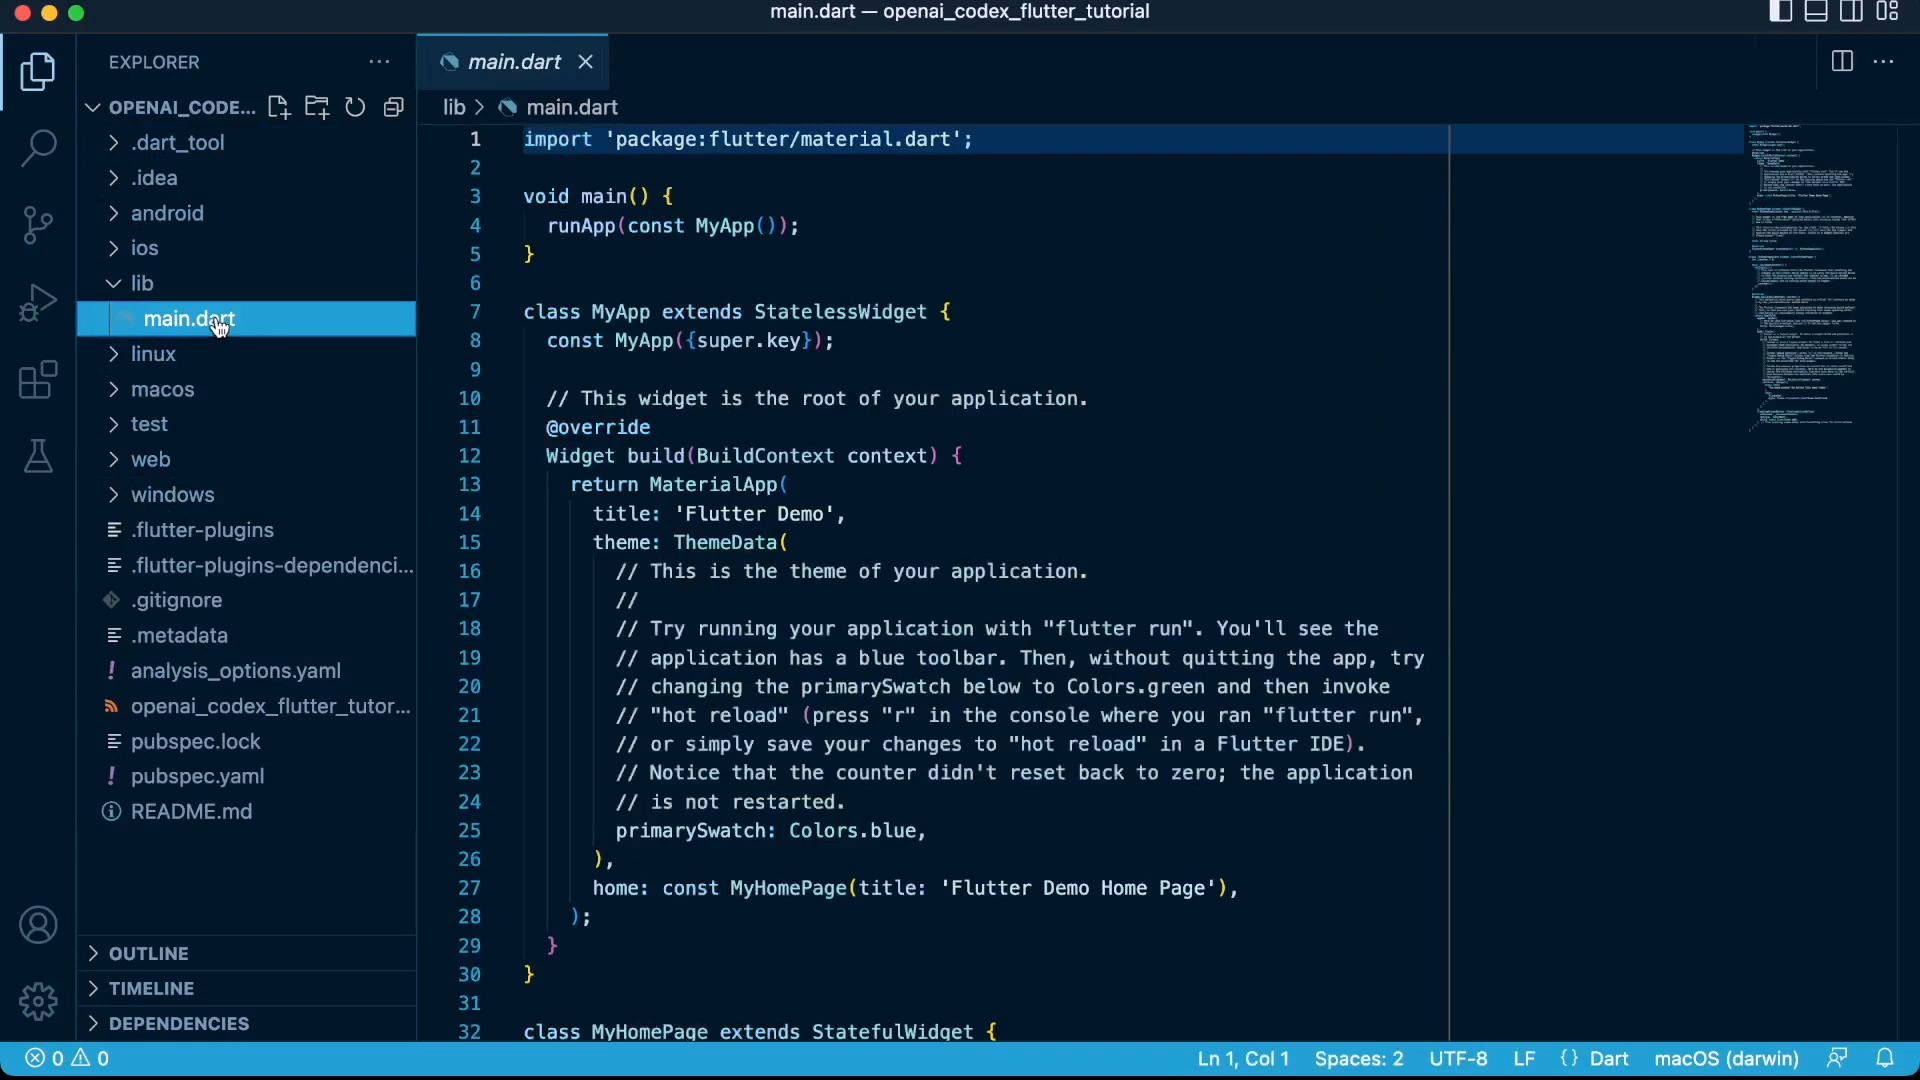 main.dart — openai_codex_flutter_tutorial
EXPLORER
OPENAI_CODE...
.dart_tool
.idea
android
ios
lib
main.dart
linux
macos
test
web
windows
.flutter-plugins
.flutter-plugins-dependenci...
.gitignore
.metadata
analysis_options.yaml
openai_codex_flutter_tutor...
pubspec.lock
pubspec.yaml
README.md
OUTLINE
TIMELINE
DEPENDENCIES
main.dart
lib > main.dart
1 import 'package:flutter/material.dart';
2
3 void main() {
4 runApp(const MyApp());
5 }
6
7 class MyApp extends StatelessWidget {
8 const MyApp({super.key});
9
10 // This widget is the root of your application.
11 @override
12 Widget build(BuildContext context) {
13 return MaterialApp(
14 title: 'Flutter Demo',
15 theme: ThemeData(
16 // This is the theme of your application.
17 //
18 // Try running your application with "flutter run". You'll see the
19 // application has a blue toolbar. Then, without quitting the app, try
20 // changing the primarySwatch below to Colors.green and then invoke
21 // "hot reload" (press "r" in the console where you ran "flutter run",
22 // or simply save your changes to "hot reload" in a Flutter IDE).
23 // Notice that the counter didn't reset back to zero; the application
24 // is not restarted.
25 primarySwatch: Colors.blue,
26 ),
27 home: const MyHomePage(title: 'Flutter Demo Home Page'),
28 );
29 }
30 }
31
32 class MyHomePage extends StatefulWidget {
0 0
Ln 1, Col 1 Spaces: 2 UTF-8 LF {} Dart macOS (darwin)